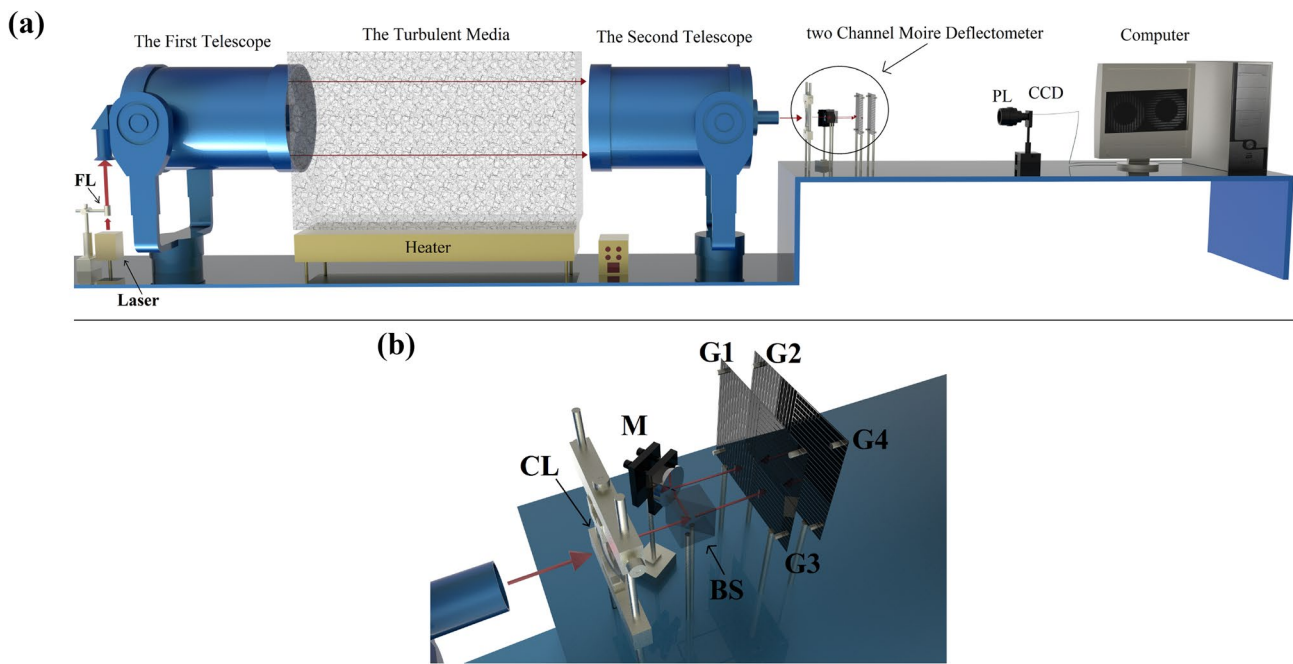 (a)
The First Telescope
The Turbulent Media
The Second Telescope
two Channel Moire Deflectometer
Computer
PL
CCD
FL
Heater
Laser
(b)
G1
G2
M
G4
CL
G3
BS